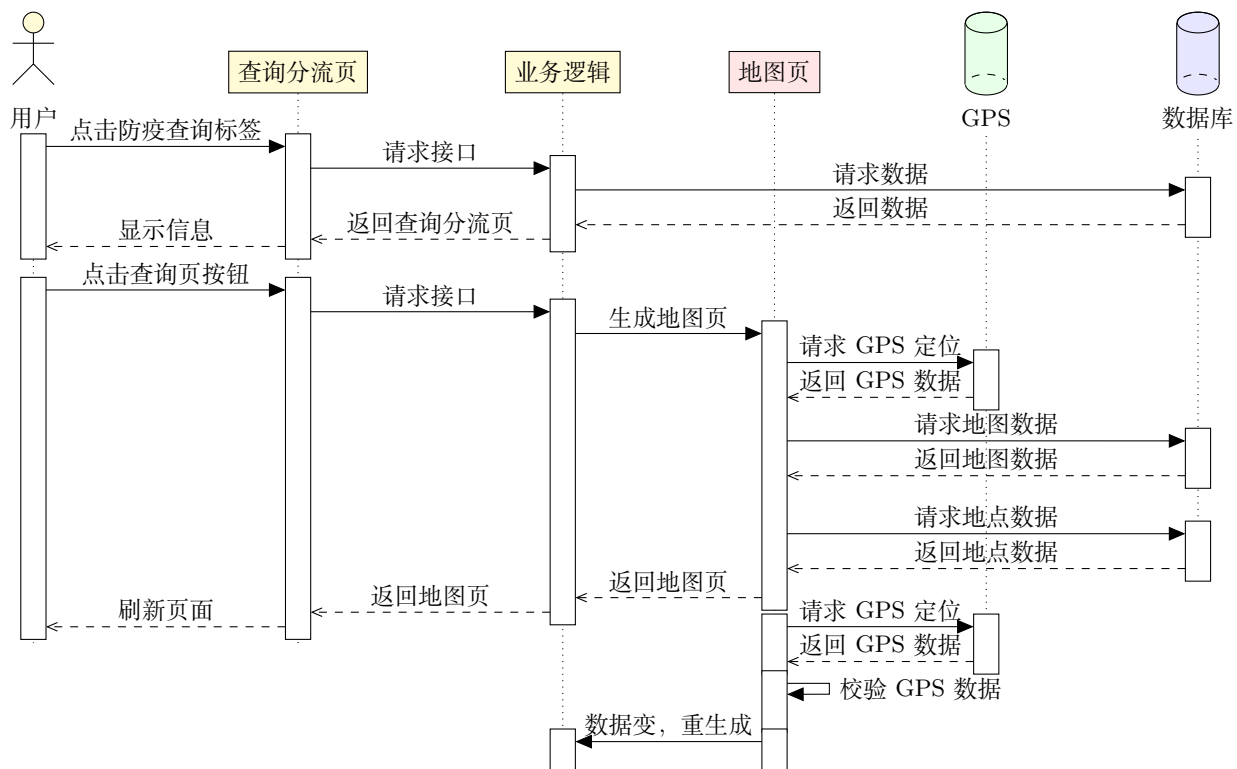 查询分流页
业务逻辑
地图页
用户
GPS
数据库
点击防疫查询标签
请求接口
请求数据
返回数据
返回查询分流页
显示信息
点击查询页按钮
请求接口
生成地图页
请求 GPS 定位
返回 GPS 数据
请求地图数据
返回地图数据
请求地点数据
返回地点数据
返回地图页
返回地图页
刷新页面
请求 GPS 定位
返回 GPS 数据
校验 GPS 数据
数据变，重生成